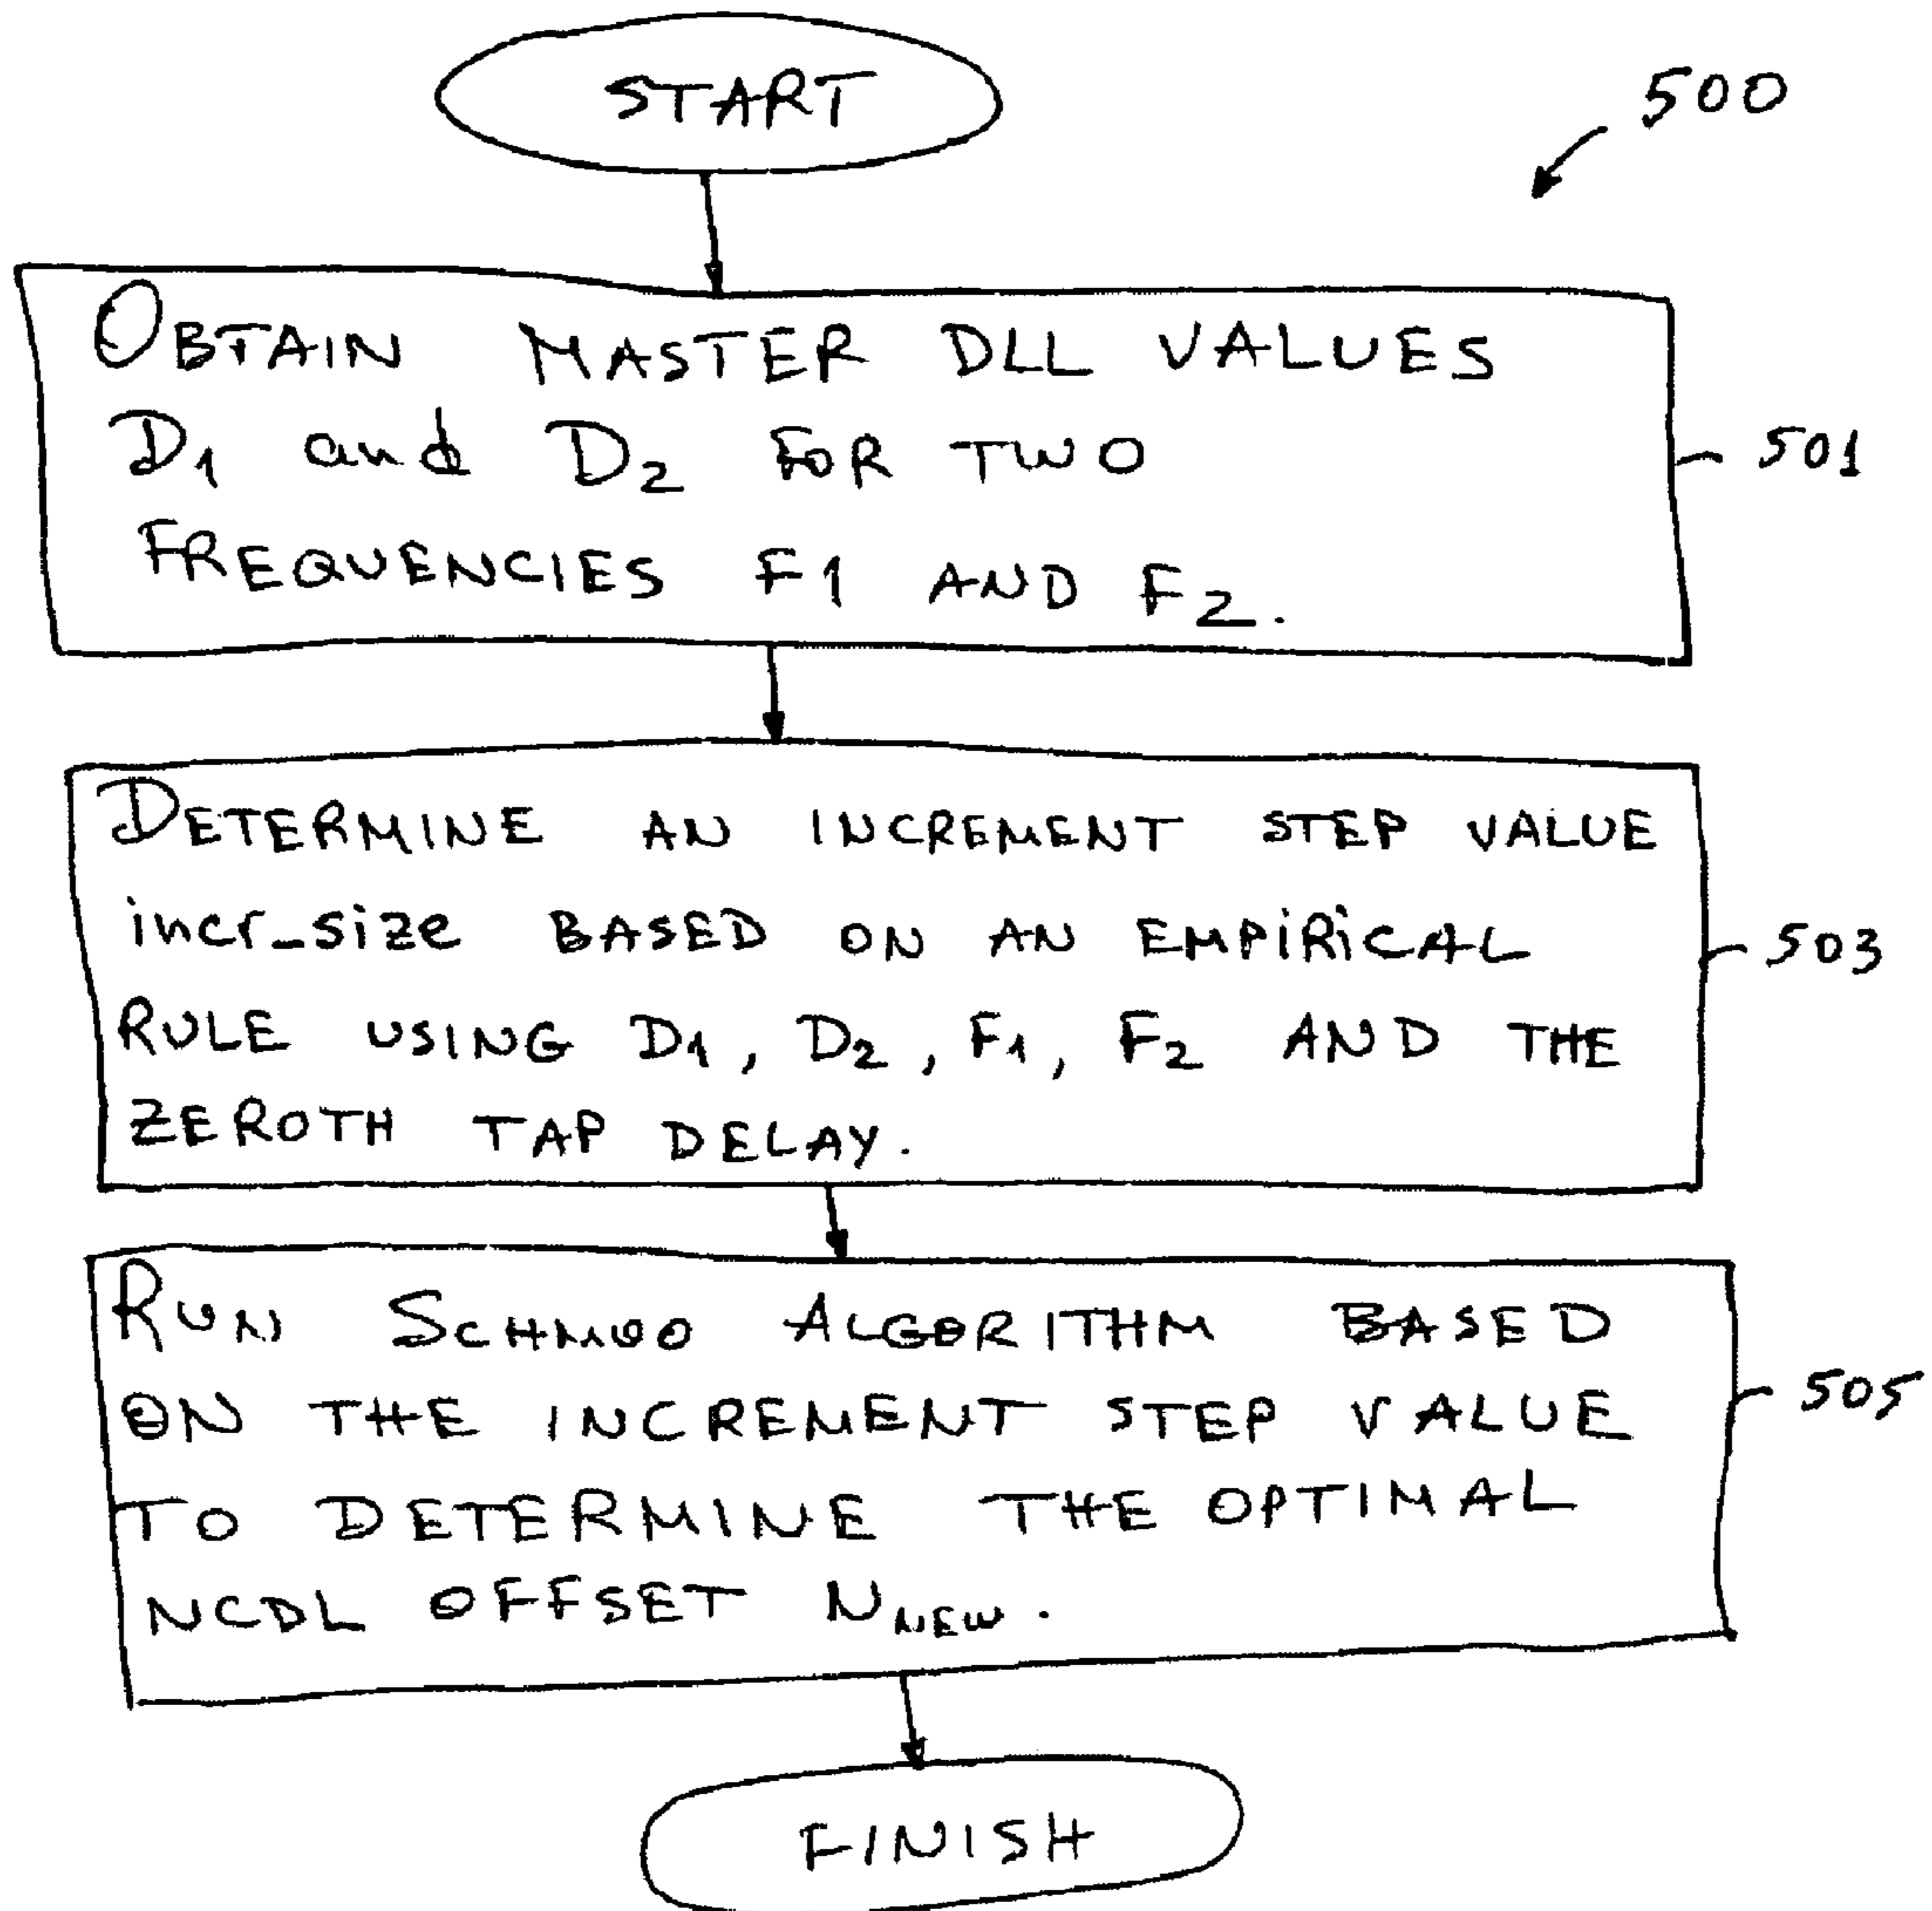 START
500
OBTAIN MASTER DLL VALUES
D1 and D2 FOR TWO
FREQUENCIES F1 AND F2.
501
DETERMINE AN INCREMENT STEP VALUE
incr_size BASED ON AN EMPIRICAL
RULE USING D1, D2, F1, F2 AND THE
ZEROTH TAP DELAY.
503
RUN SCHMOO ALGORITHM BASED
ON THE INCREMENT STEP VALUE
TO DETERMINE THE OPTIMAL
NCDL OFFSET NNEW.
505
FINISH